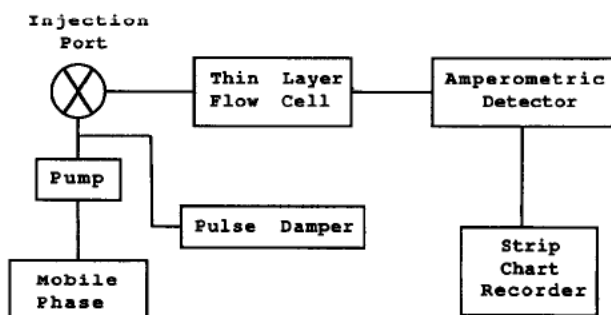 Injection
Port
Thin Layer
Flow Cell
Amperometric
Detector
Pump
Pulse Damper
Mobile
Phase
Strip
Chart
Recorder